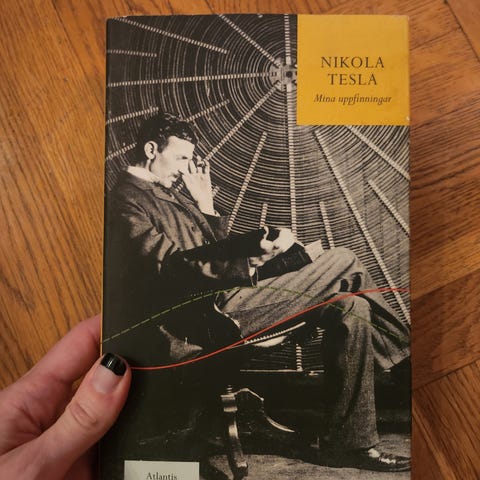 NIKOLA
TESLA
Mina uppfinningar
Atlantis